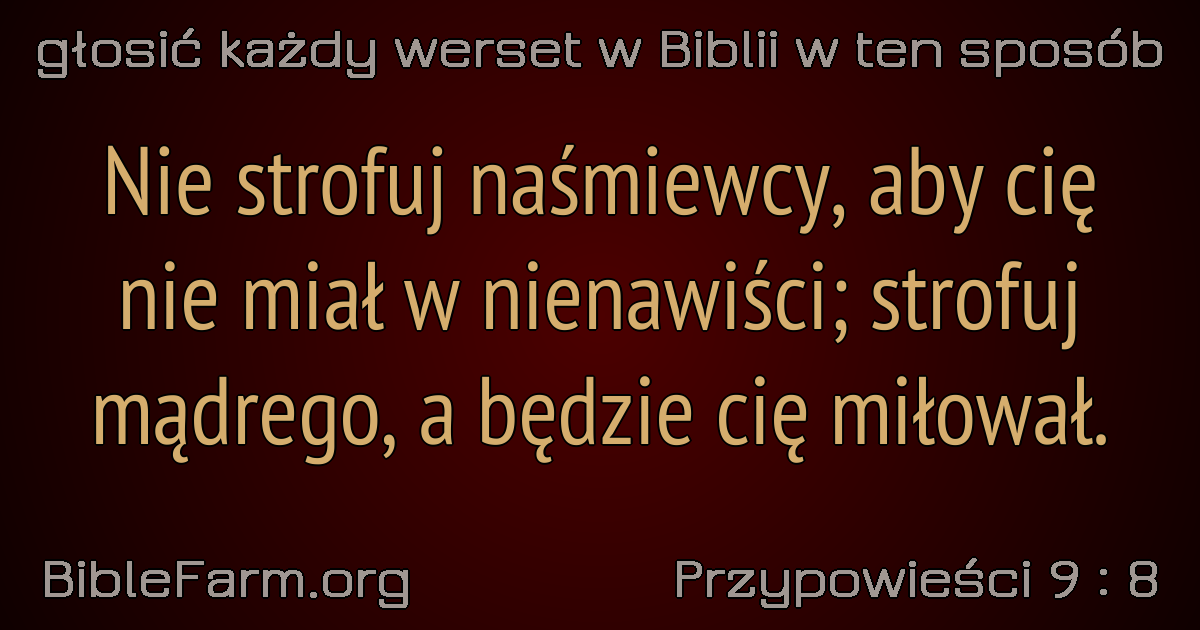 głosić każdy werset w Biblii w ten sposób
Nie strofuj naśmiewcy, aby cię
nie miał w nienawiści; strofuj
mądrego, a będzie cię miłował.
BibleFarm.org
Przypowieści 9 : 8